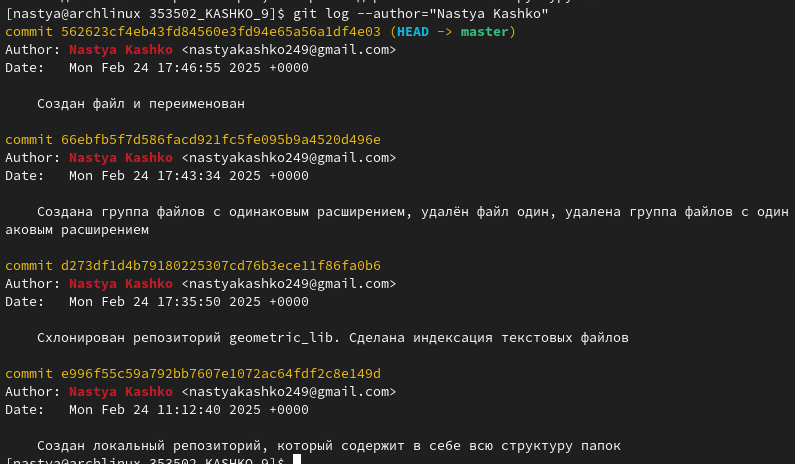 [nastya@archlinux 353502_KASHKO_9]$ git log --author="Nastya Kashko"
commit 562623cf4eb43fd84560e3fd94e65a56a1df4e03 (HEAD -> master)
Author: Nastya Kashko <nastyakashko249@gmail.com>
Date:   Mon Feb 24 17:46:55 2025 +0000
Создан файл и переименован
commit 66ebfb5f7d586facd921fc5fe095b9a4520d496e
Author: Nastya Kashko <nastyakashko249@gmail.com>
Date:   Mon Feb 24 17:43:34 2025 +0000
Создана группа файлов с одинаковым расширением, удалён файл один, удалена группа файлов с один
аковым расширением
commit d273df1d4b79180225307cd76b3ece11f86fa0b6
Author: Nastya Kashko <nastyakashko249@gmail.com>
Date:   Mon Feb 24 17:35:50 2025 +0000
Схлонирован репозиторий geometric_lib. Сделана индексация текстовых файлов
commit e996f55c59a792bb7607e1072ac64fdf2c8e149d
Author: Nastya Kashko <nastyakashko249@gmail.com>
Date:   Mon Feb 24 11:12:40 2025 +0000
Создан локальный репозиторий, который содержит в себе всю структуру папок
[nastya@archlinux 353502_KASHKO_9]$